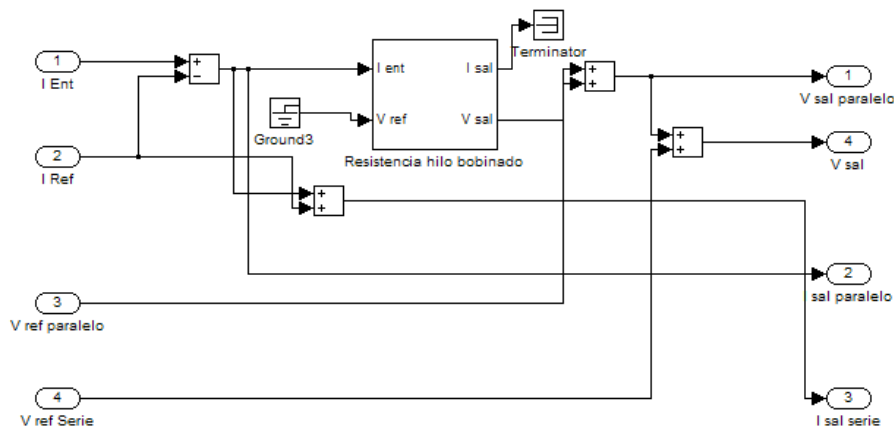 1
I Ent
+
−
2
I Ref
Ground3
I ent
V ref
I sal
V sal
Resistencia hilo bobinado
Terminator
+
+
+
+
+
+
1
V sal paralelo
4
V sal
3
V ref paralelo
2
I sal paralelo
4
V ref Serie
3
I sal serie